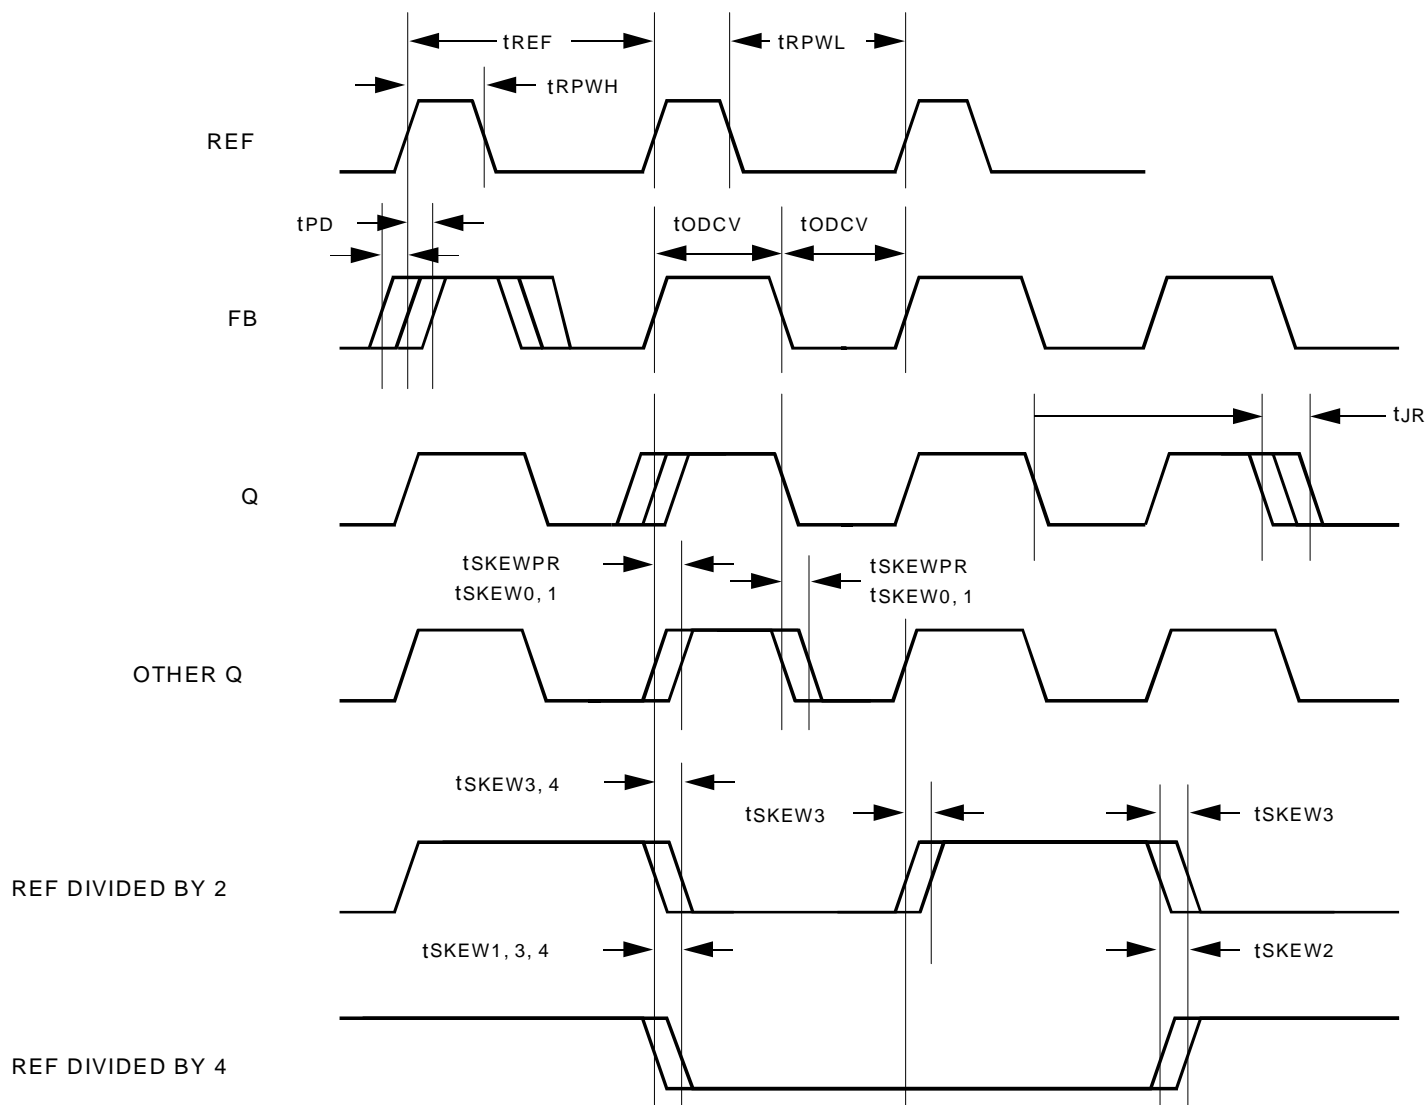 tREF
tRPWL
tRPWH
REF
tPD
tODCV
tODCV
FB
tJR
Q
tSKEWPR
tSKEW0, 1
tSKEWPR
tSKEW0, 1
OTHER Q
tSKEW3, 4
tSKEW3
tSKEW3
REF DIVIDED BY 2
tSKEW1, 3, 4
tSKEW2
REF DIVIDED BY 4